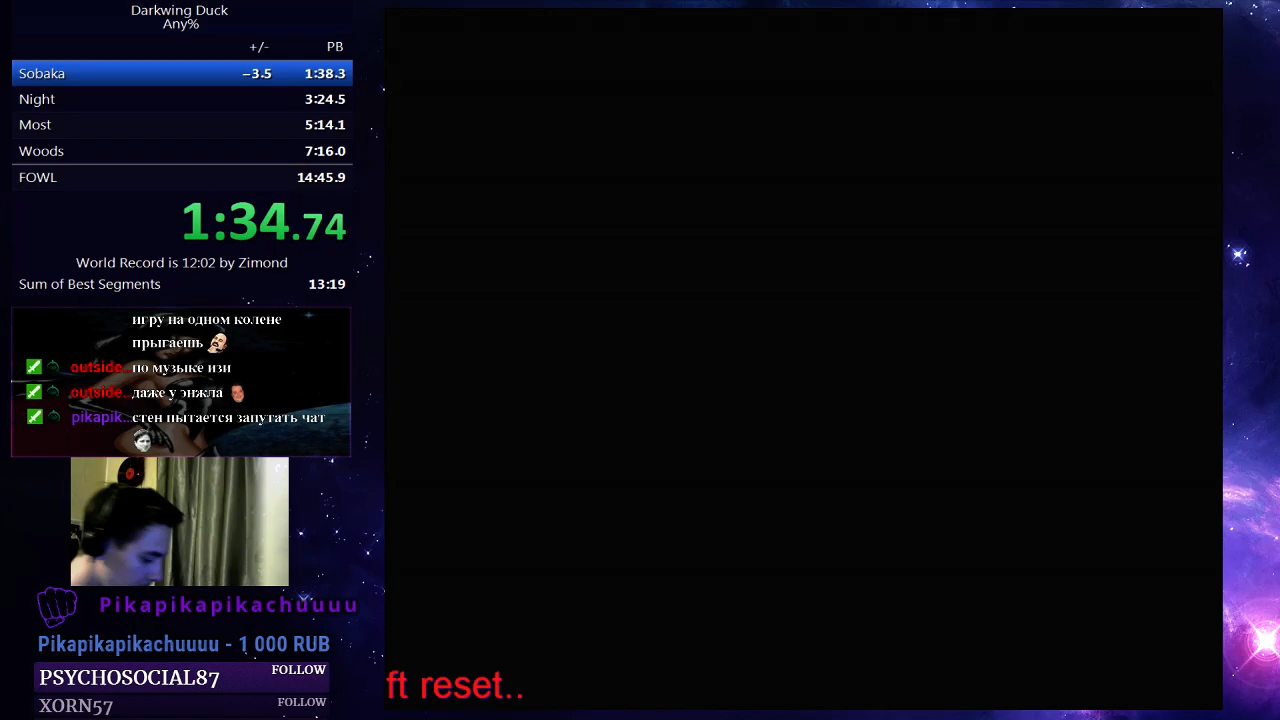 Darkwing Duck
Any%
+/- PB
Sobaka −3.5 1:38.3
Night 3:24.5
Most 5:14.1
Woods 7:16.0
FOWL 14:45.9
1:34.74
World Record is 12:02 by Zimond
Sum of Best Segments 13:19
игру на одном колене
прыгаешь
outside.. по музыке изи
outside.. даже у энжла
pikapik.. стен пытается запутать чат
Pikapikapikachuuuu
Pikapikapikachuuuu - 1 000 RUB
PSYCHOSOCIAL87 FOLLOW
XORN57 FOLLOW
ft reset..